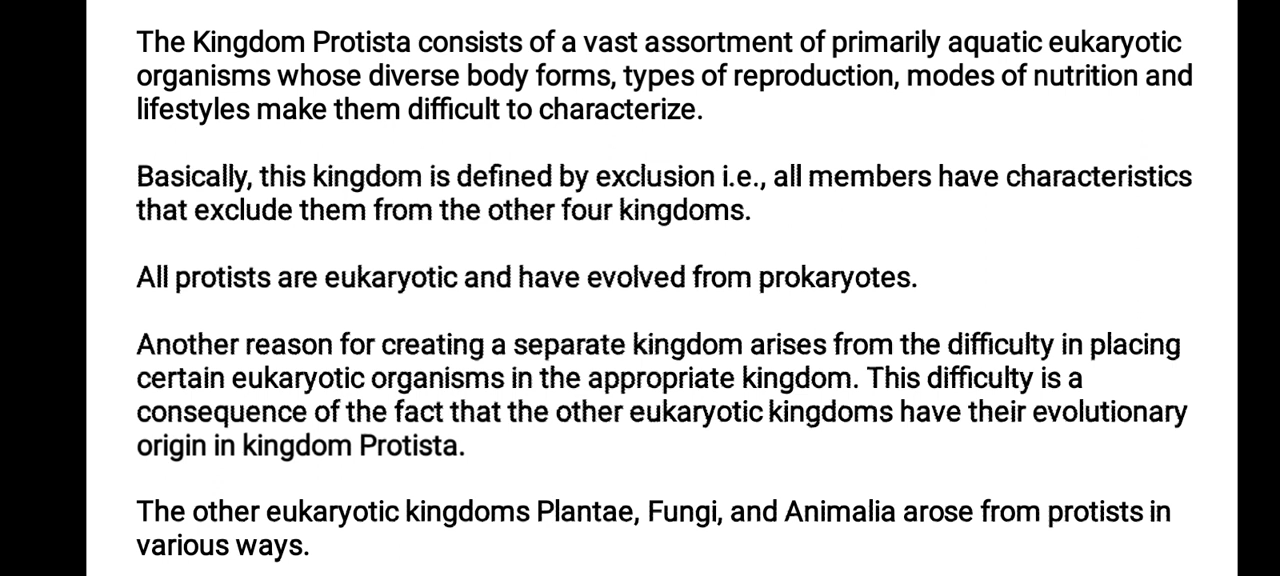 The Kingdom Protista consists of a vast assortment of primarily aquatic eukaryotic
organisms whose diverse body forms, types of reproduction, modes of nutrition and
lifestyles make them difficult to characterize.
Basically, this kingdom is defined by exclusion i.e., all members have characteristics
that exclude them from the other four kingdoms.
All protists are eukaryotic and have evolved from prokaryotes.
Another reason for creating a separate kingdom arises from the difficulty in placing
certain eukaryotic organisms in the appropriate kingdom. This difficulty is a
consequence of the fact that the other eukaryotic kingdoms have their evolutionary
origin in kingdom Protista.
The other eukaryotic kingdoms Plantae, Fungi, and Animalia arose from protists in
various ways.